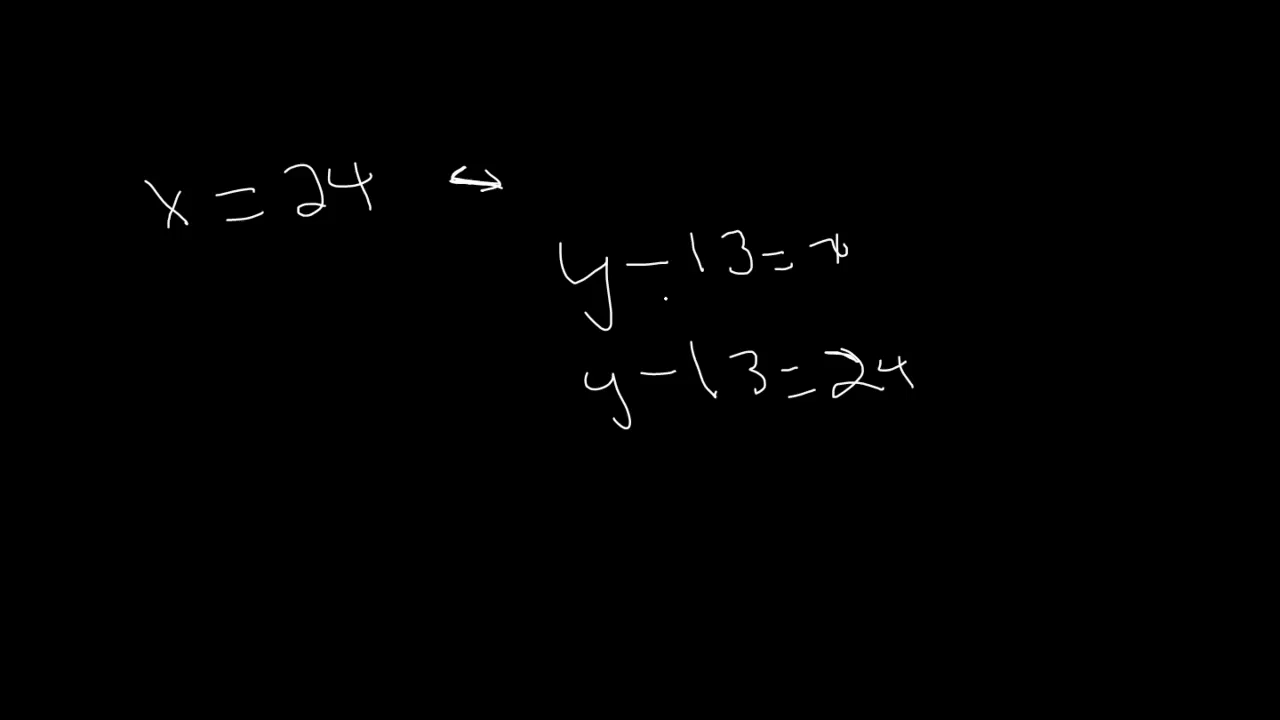 x = 24 ↔
y - 13 = x
y - 13 = 24